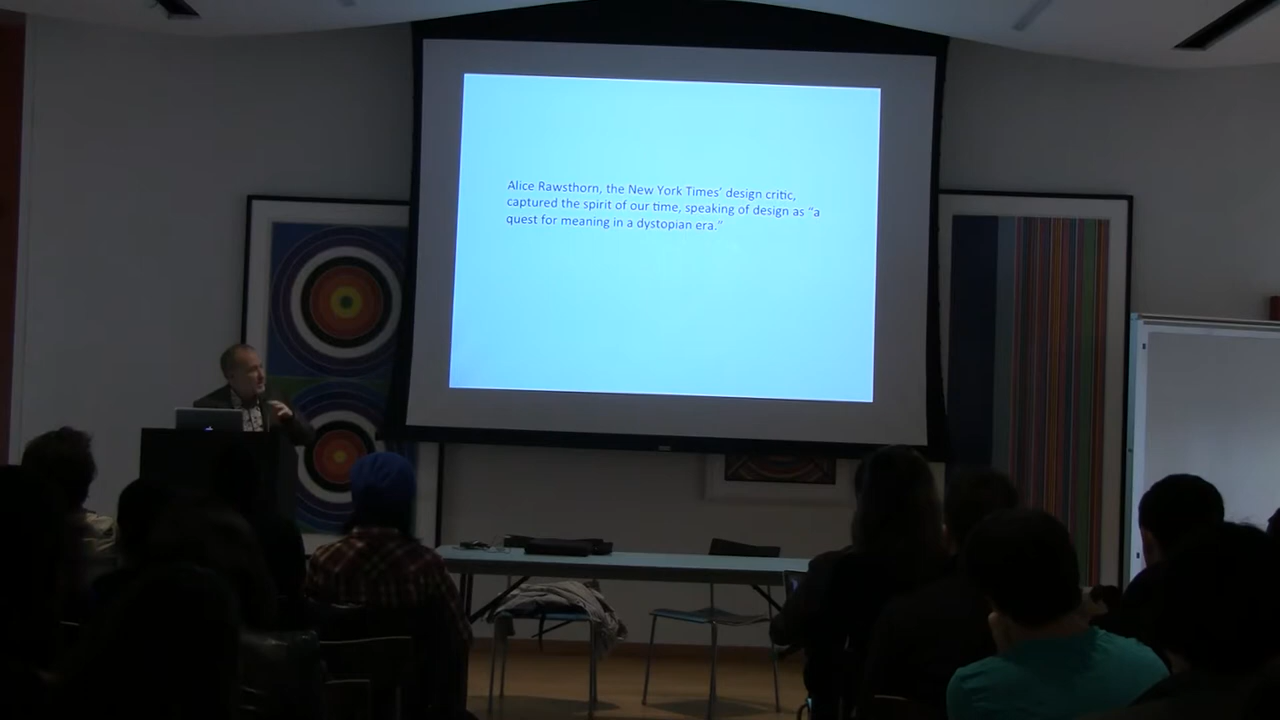 Alice Rawsthorn, the New York Times' design critic,
captured the spirit of our time, speaking of design as “a
quest for meaning in a dystopian era.”